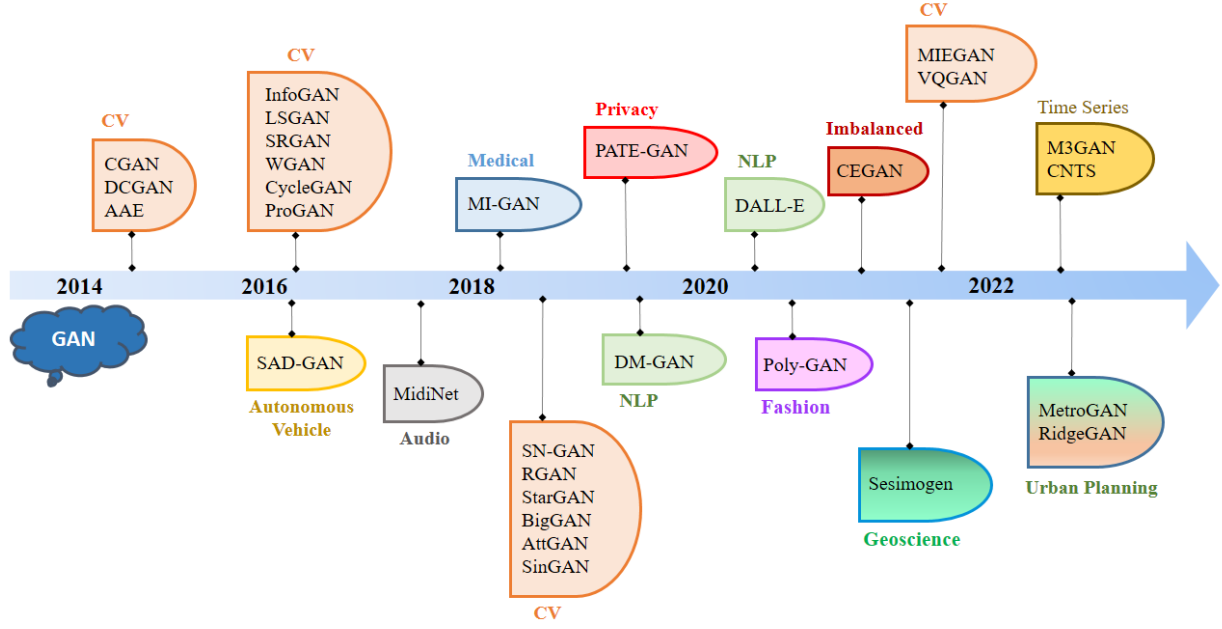 CV
CGAN
DCGAN
AAE
CV
InfoGAN
LSGAN
SRGAN
WGAN
CycleGAN
ProGAN
Medical
MI-GAN
Privacy
PATE-GAN
NLP
DALL-E
Imbalanced
CEGAN
CV
MIEGAN
VQGAN
Time Series
M3GAN
CNTS
2014
2016
2018
2020
2022
GAN
SAD-GAN
Autonomous
Vehicle
MidiNet
Audio
SN-GAN
RGAN
StarGAN
BigGAN
AttGAN
SinGAN
CV
DM-GAN
NLP
Poly-GAN
Fashion
Sesimogen
Geoscience
MetroGAN
RidgeGAN
Urban Planning